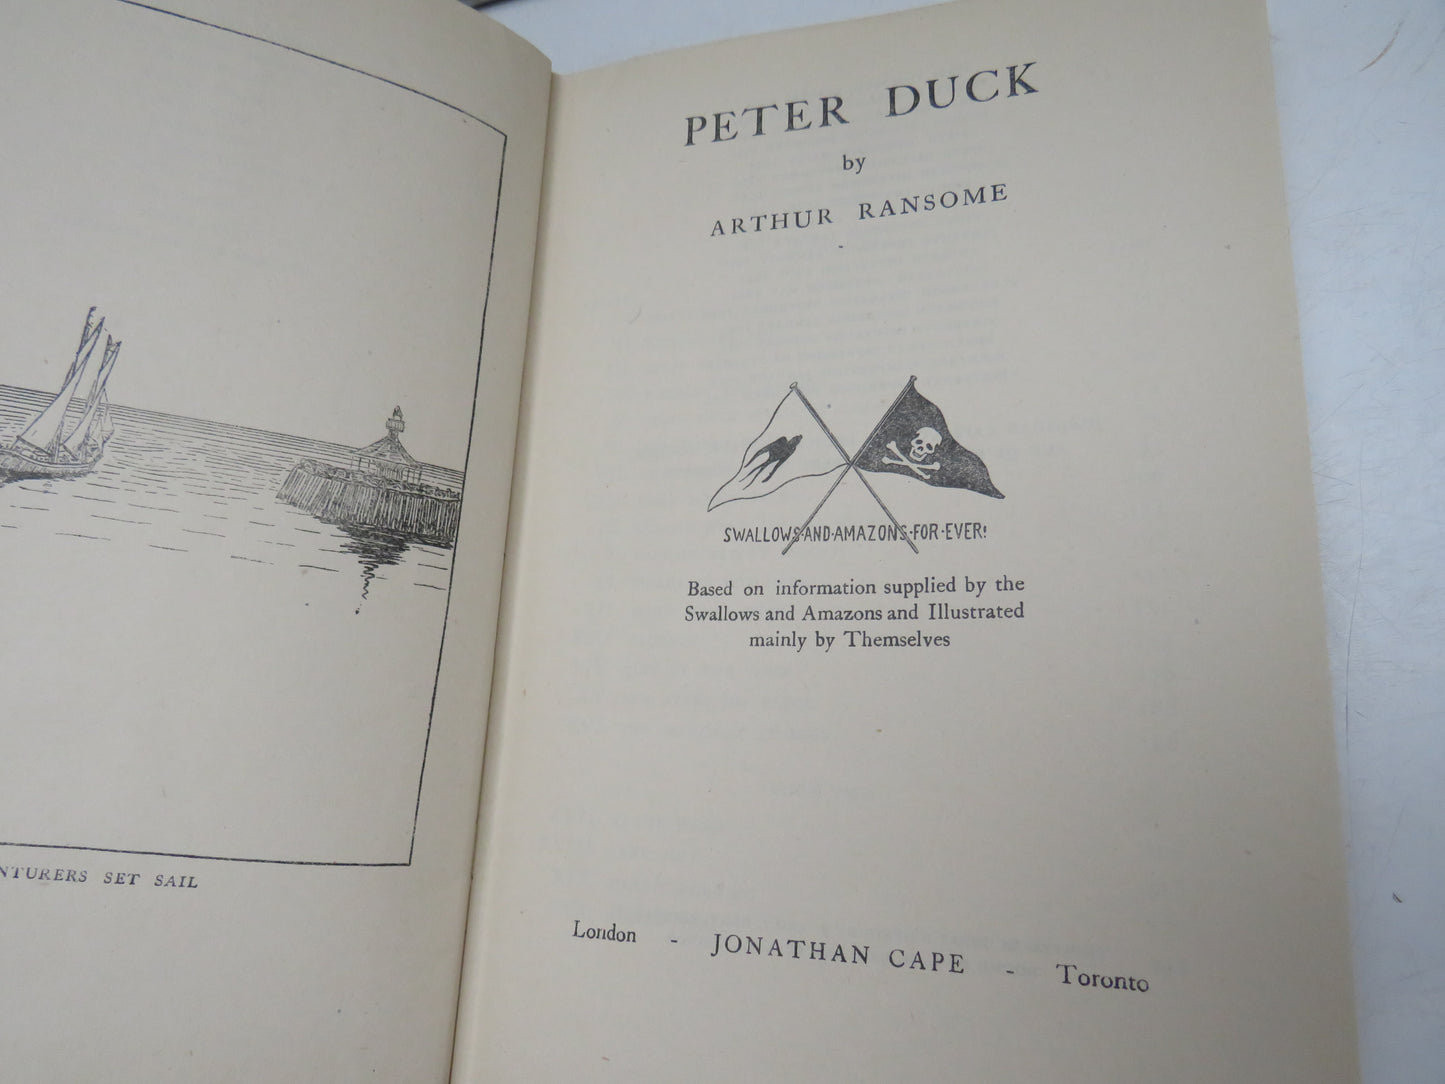 NTURERS SET SAIL
PETER DUCK
by
ARTHUR RANSOME
SWALLOWS·AND·AMAZONS·FOR·EVER!
Based on information supplied by the
Swallows and Amazons and Illustrated
mainly by Themselves
London - JONATHAN CAPE - Toronto